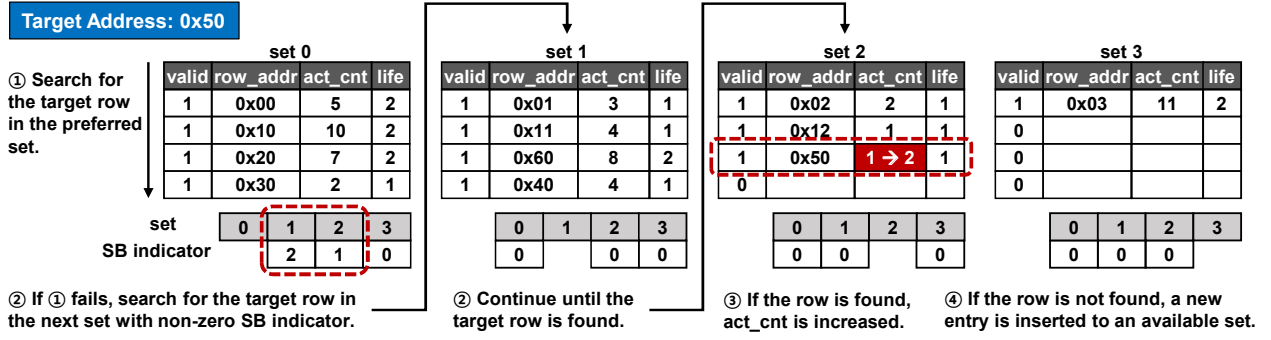 Target Address: 0x50
① Search for
the target row
in the preferred
set.
set 0
valid row_addr act_cnt life
1 0x00 5 2
1 0x10 10 2
1 0x20 7 2
1 0x30 2 1
set 0 1 2 3
SB indicator 2 1 0
② If ① fails, search for the target row in
the next set with non-zero SB indicator.
set 1
valid row_addr act_cnt life
1 0x01 3 1
1 0x11 4 1
1 0x60 8 2
1 0x40 4 1
0 1 2 3
0 0 0
② Continue until the
target row is found.
set 2
valid row_addr act_cnt life
1 0x02 2 1
1 0x12 1 1
1 0x50 1 → 2 1
0
0 1 2 3
0 0 0
③ If the row is found,
act_cnt is increased.
set 3
valid row_addr act_cnt life
1 0x03 11 2
0
0
0
0 1 2 3
0 0 0
④ If the row is not found, a new
entry is inserted to an available set.